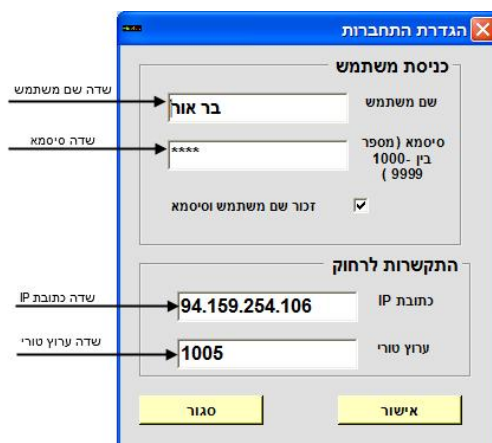 הגדרת התחברות
כניסת משתמש
שדה שם משתמש
שם משתמש
בר אור
שדה סיסמא
סיסמא (מספר
בין 1000-
9999 )
****
זכור שם משתמש וסיסמא
התקשרות לרחוק
שדה כתובת IP
כתובת IP
94.159.254.106
שדה ערוץ טורי
ערוץ טורי
1005
אישור
סגור